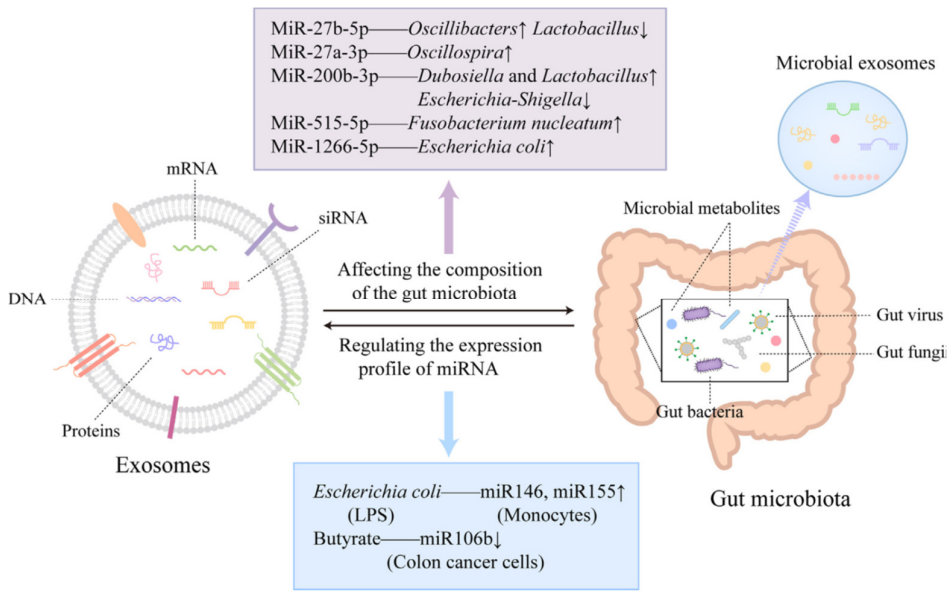 MiR-27b-5p——Oscillibacters↑ Lactobacillus↓
MiR-27a-3p——Oscillospira↑
MiR-200b-3p——Dubosiella and Lactobacillus↑
Escherichia-Shigella↓
MiR-515-5p——Fusobacterium nucleatum↑
MiR-1266-5p——Escherichia coli↑
Microbial exosomes
mRNA
siRNA
DNA
Proteins
Exosomes
Affecting the composition
of the gut microbiota
Regulating the expression
profile of miRNA
Microbial metabolites
Gut virus
Gut fungi
Gut bacteria
Gut microbiota
Escherichia coli——miR146, miR155↑
(LPS) (Monocytes)
Butyrate——miR106b↓
(Colon cancer cells)